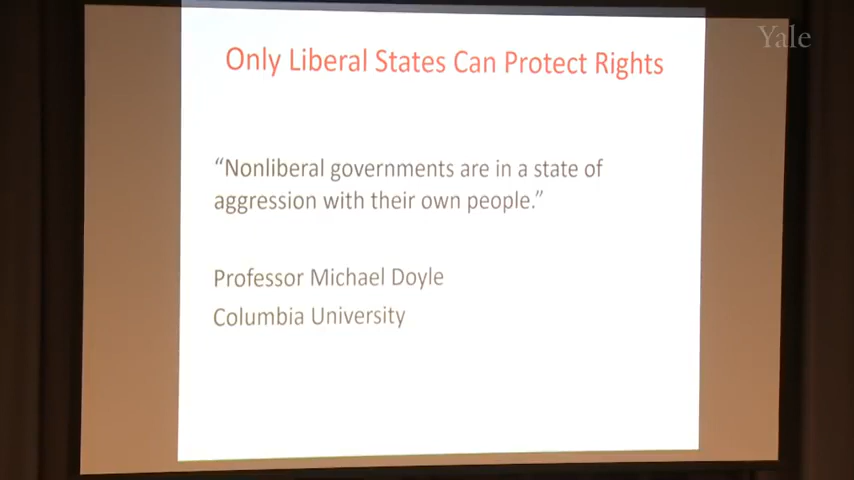 Yale
Only Liberal States Can Protect Rights
“Nonliberal governments are in a state of
aggression with their own people.”
Professor Michael Doyle
Columbia University